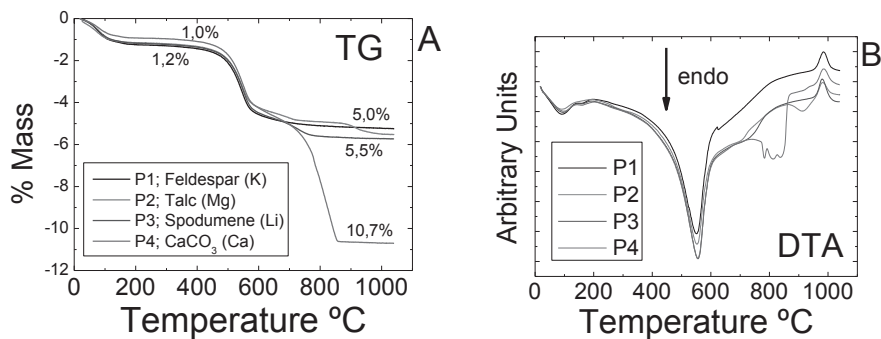 TG
A
1,0%
1,2%
5,0%
5,5%
10,7%
P1; Feldespar (K)
P2; Talc (Mg)
P3; Spodumene (Li)
P4; CaCO₃ (Ca)
% Mass
0
-2
-4
-6
-8
-10
-12
0 200 400 600 800 1000
Temperature ºC
B
endo
P1
P2
P3
P4
DTA
Arbitrary Units
0 200 400 600 800 1000
Temperature ºC